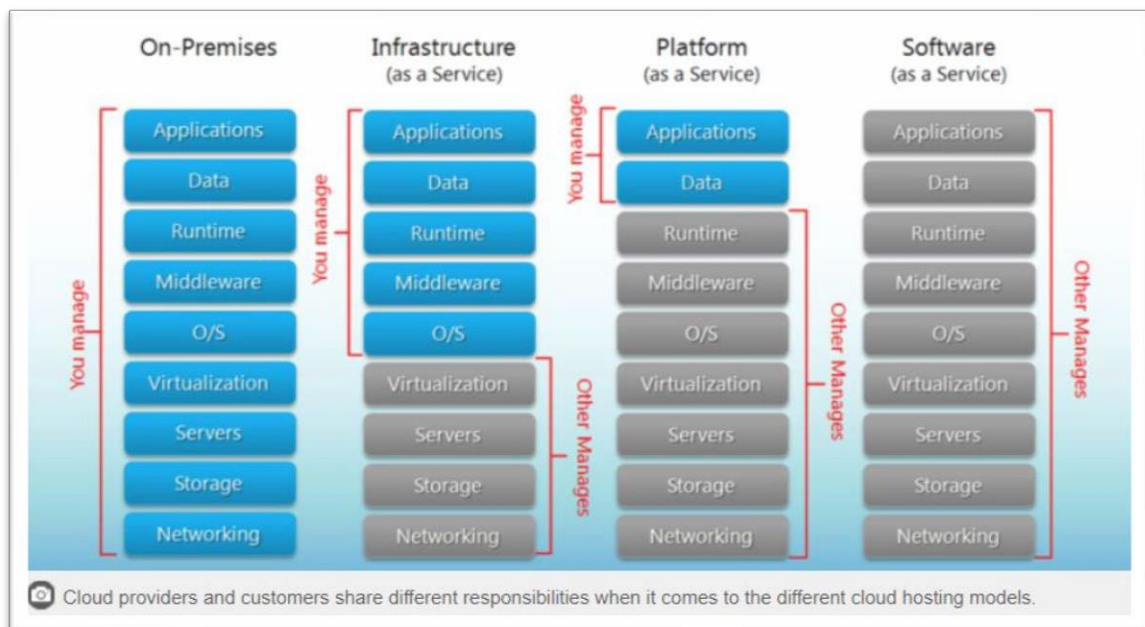 On-Premises
Infrastructure
(as a Service)
Platform
(as a Service)
Software
(as a Service)
You manage
Applications
Data
Runtime
Middleware
O/S
Virtualization
Servers
Storage
Networking
You manage
Applications
Data
Runtime
Middleware
O/S
Virtualization
Servers
Storage
Networking
Other Manages
You manage
Applications
Data
Runtime
Middleware
O/S
Virtualization
Servers
Storage
Networking
Other Manages
Applications
Data
Runtime
Middleware
O/S
Virtualization
Servers
Storage
Networking
Other Manages
Cloud providers and customers share different responsibilities when it comes to the different cloud hosting models.